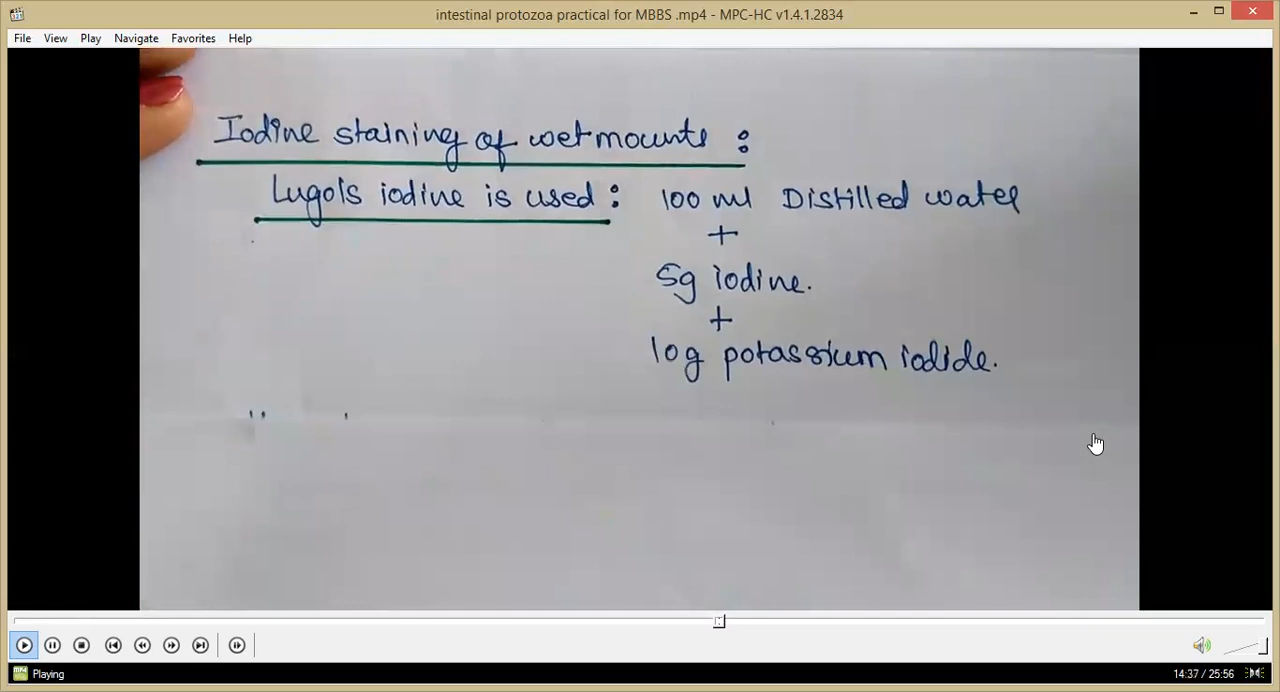 intestinal protozoa practical for MBBS .mp4 - MPC-HC v1.4.1.2834
File View Play Navigate Favorites Help
Iodine staining of wetmounts :
Lugols iodine is used : 100 ml Distilled water
+
5g iodine.
+
10g potassium iodide.
Playing
14:37 / 25:56